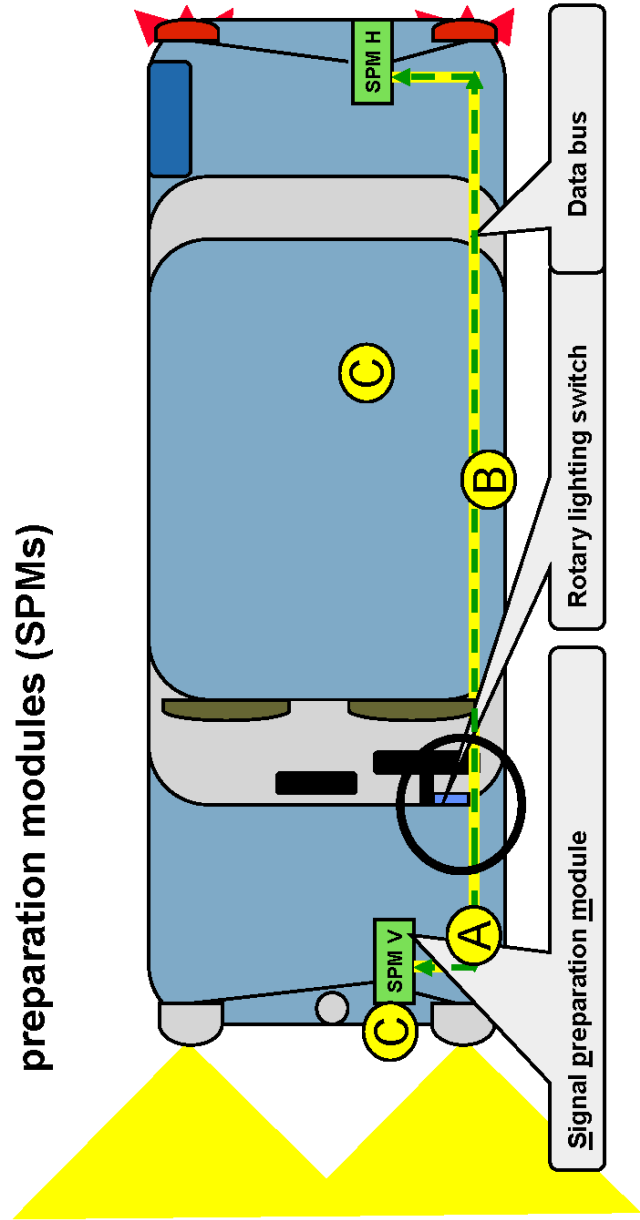 preparation modules (SPMs)
SPM V
SPM H
C
A
B
C
Signal preparation module
Rotary lighting switch
Data bus